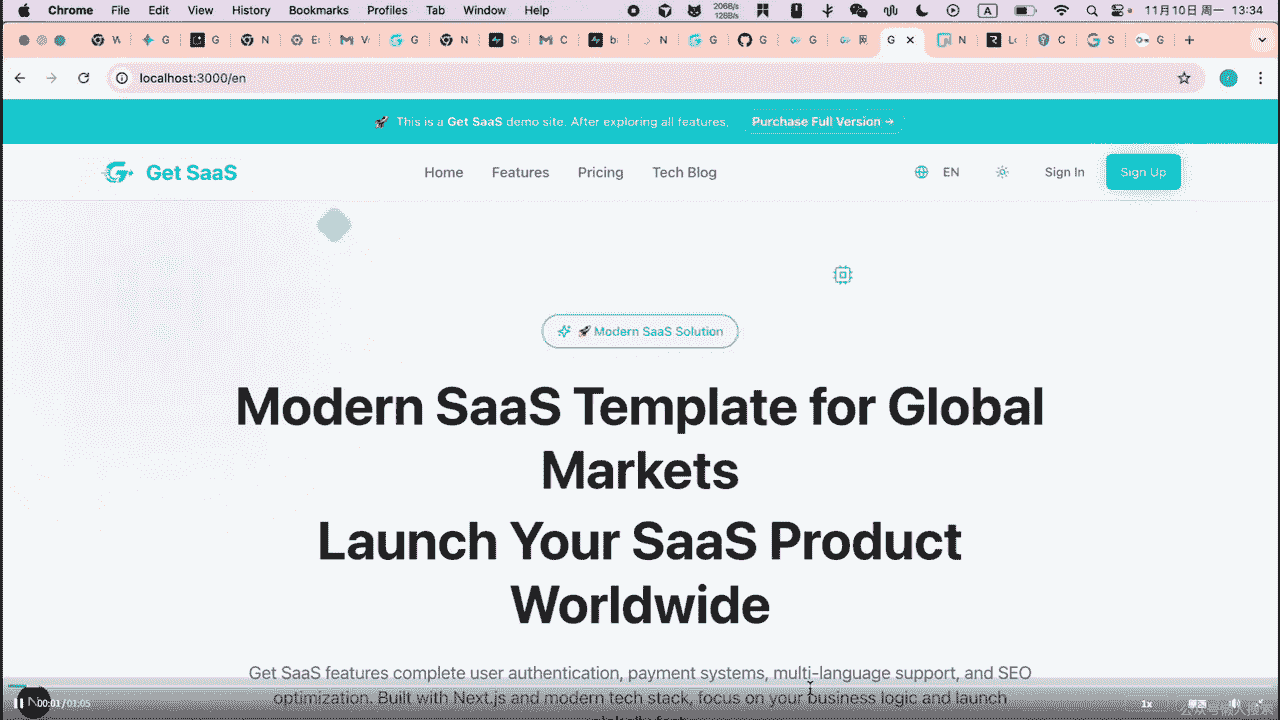 Chrome File Edit View History Bookmarks Profiles Tab Window Help 206B/s 128B/s A 11月10日 周一 13:34
localhost:3000/en
This is a Get SaaS demo site. After exploring all features, Purchase Full Version →
Get SaaS Home Features Pricing Tech Blog EN Sign In Sign Up
Modern SaaS Solution
Modern SaaS Template for Global
Markets
Launch Your SaaS Product
Worldwide
Get SaaS features complete user authentication, payment systems, multi-language support, and SEO
optimization. Built with Next.js and modern tech stack, focus on your business logic and launch
00:01/01:05 1x